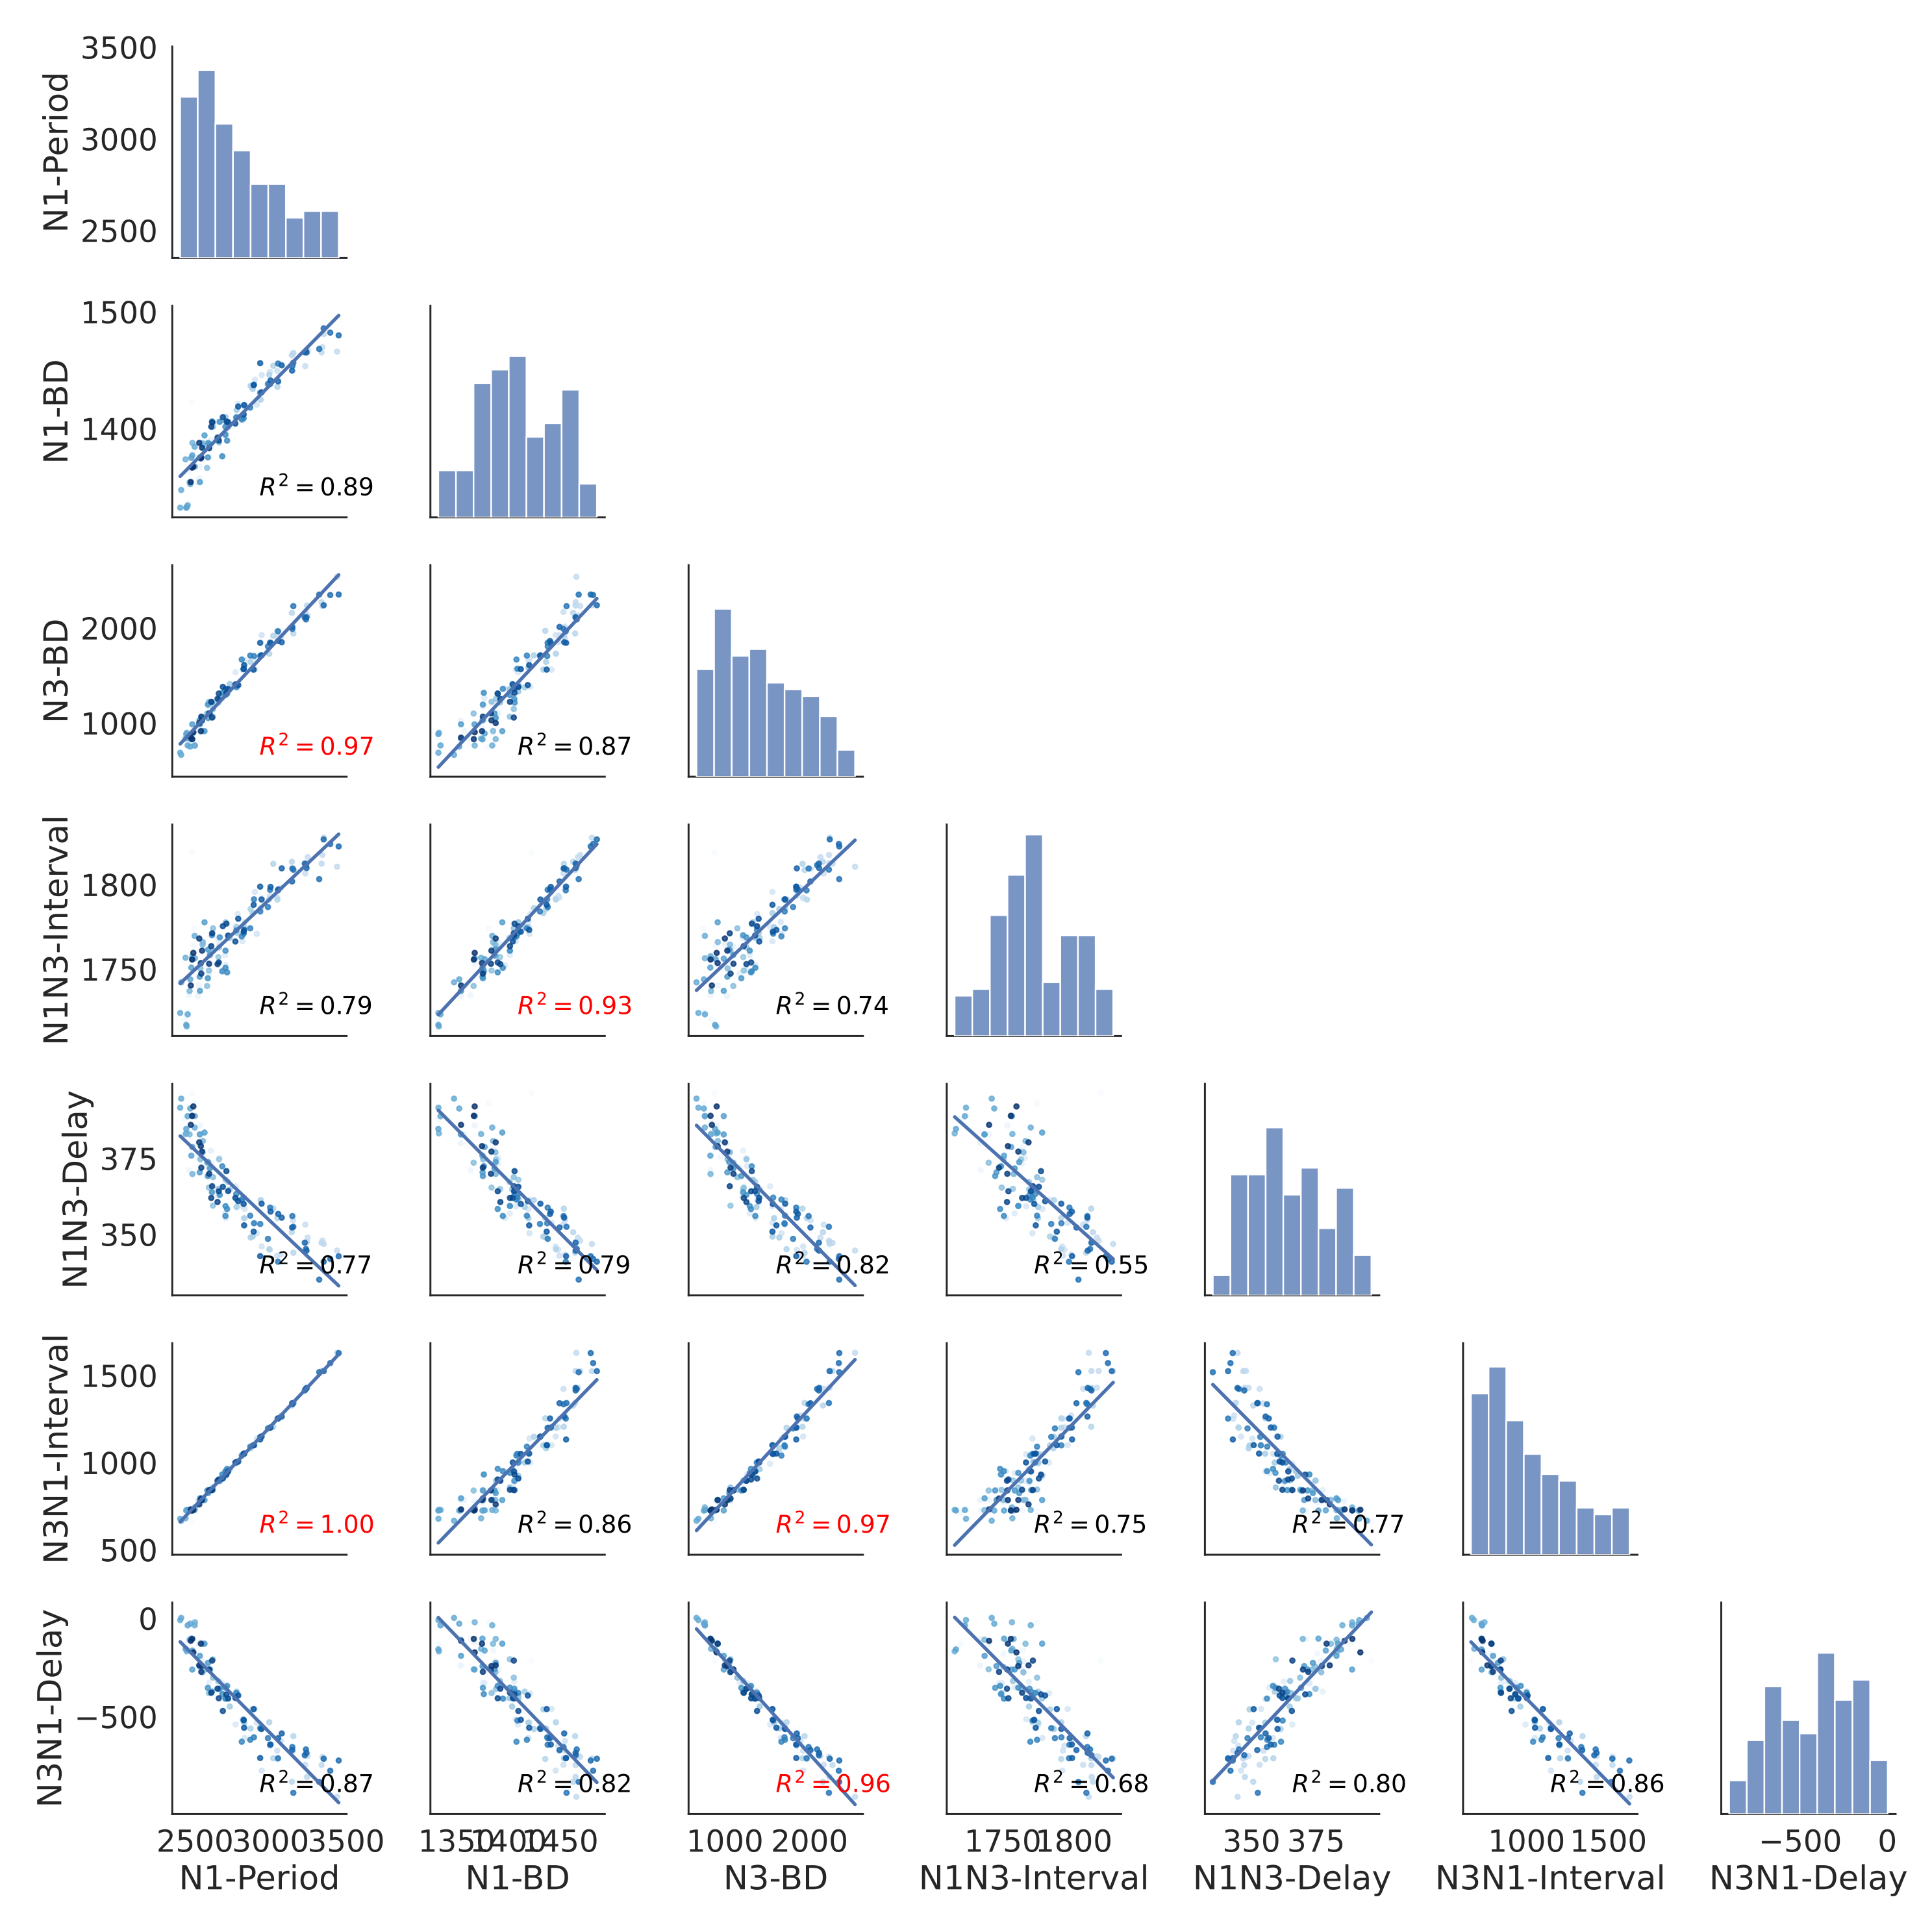 3500
3000
2500
N1-Period
1500
1400
N1-BD
R² = 0.89
2000
1000
N3-BD
R² = 0.97
R² = 0.87
1800
1750
N1N3-Interval
R² = 0.79
R² = 0.93
R² = 0.74
375
350
N1N3-Delay
R² = 0.77
R² = 0.79
R² = 0.82
R² = 0.55
1500
1000
500
N3N1-Interval
R² = 1.00
R² = 0.86
R² = 0.97
R² = 0.75
R² = 0.77
0
−500
N3N1-Delay
R² = 0.87
R² = 0.82
R² = 0.96
R² = 0.68
R² = 0.80
R² = 0.86
2500 3000 3500
1350 1400 1450
1000 2000
1750 1800
350 375
1000 1500
−500 0
N1-Period
N1-BD
N3-BD
N1N3-Interval
N1N3-Delay
N3N1-Interval
N3N1-Delay